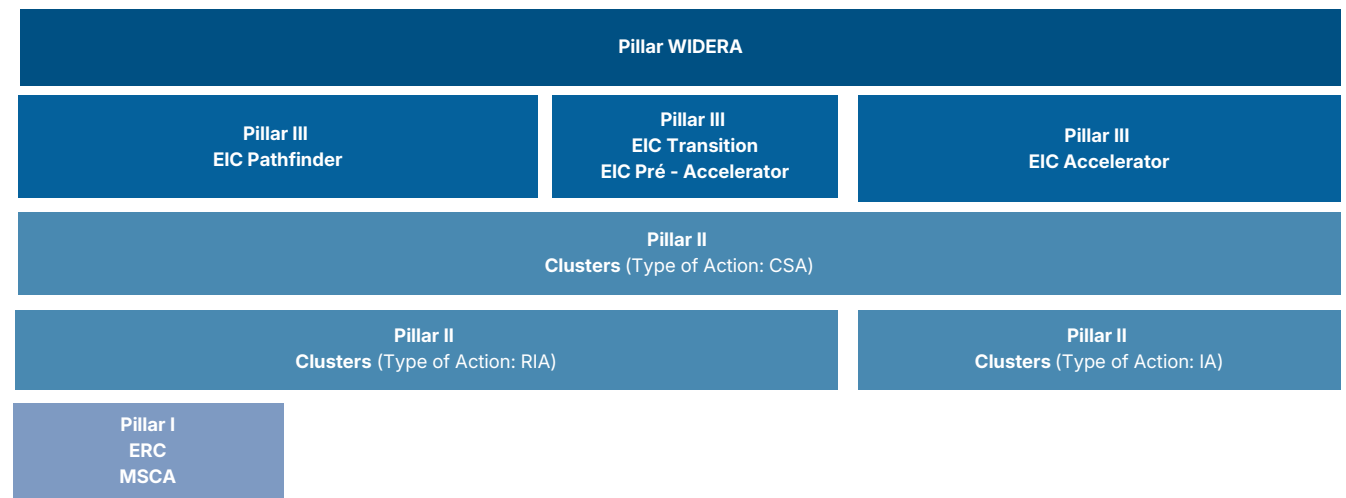 Pillar WIDERA
Pillar III
EIC Pathfinder
Pillar III
EIC Transition
EIC Pré - Accelerator
Pillar III
EIC Accelerator
Pillar II
Clusters (Type of Action: CSA)
Pillar II
Clusters (Type of Action: RIA)
Pillar II
Clusters (Type of Action: IA)
Pillar I
ERC
MSCA